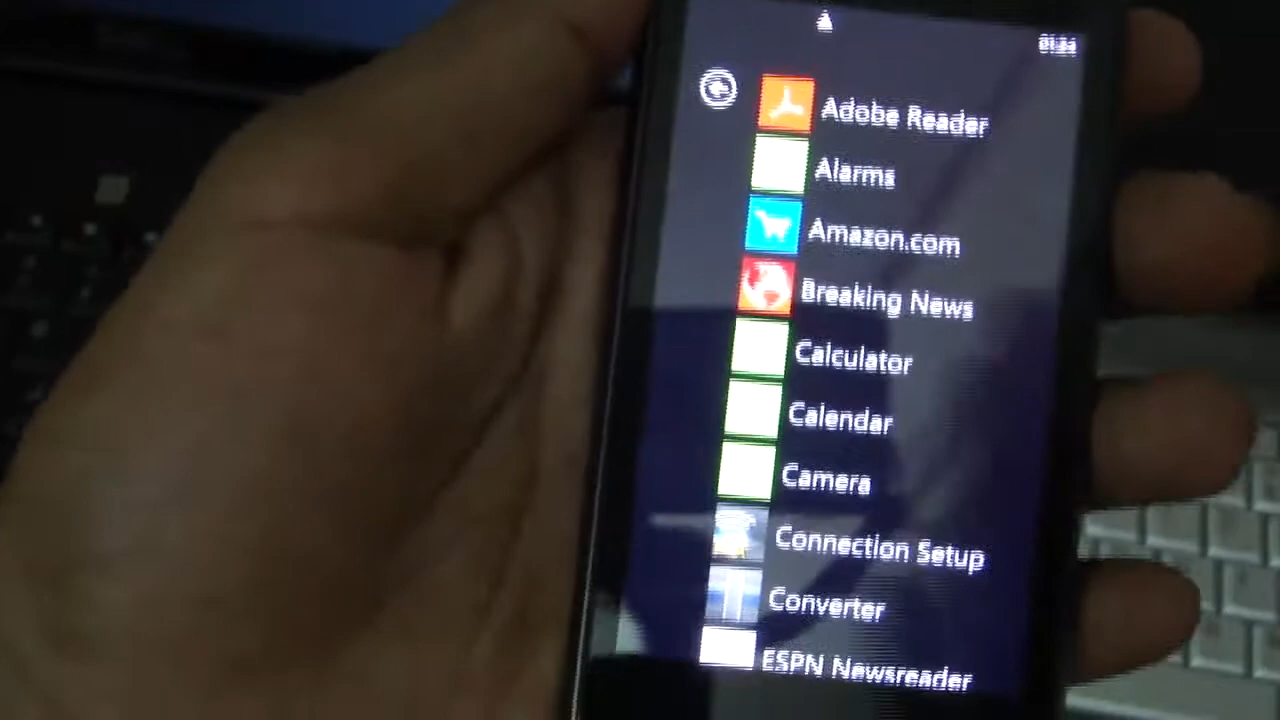 Adobe Reader
Alarms
Amazon.com
Breaking News
Calculator
Calendar
Camera
Connection Setup
Converter
ESPN Newsreader